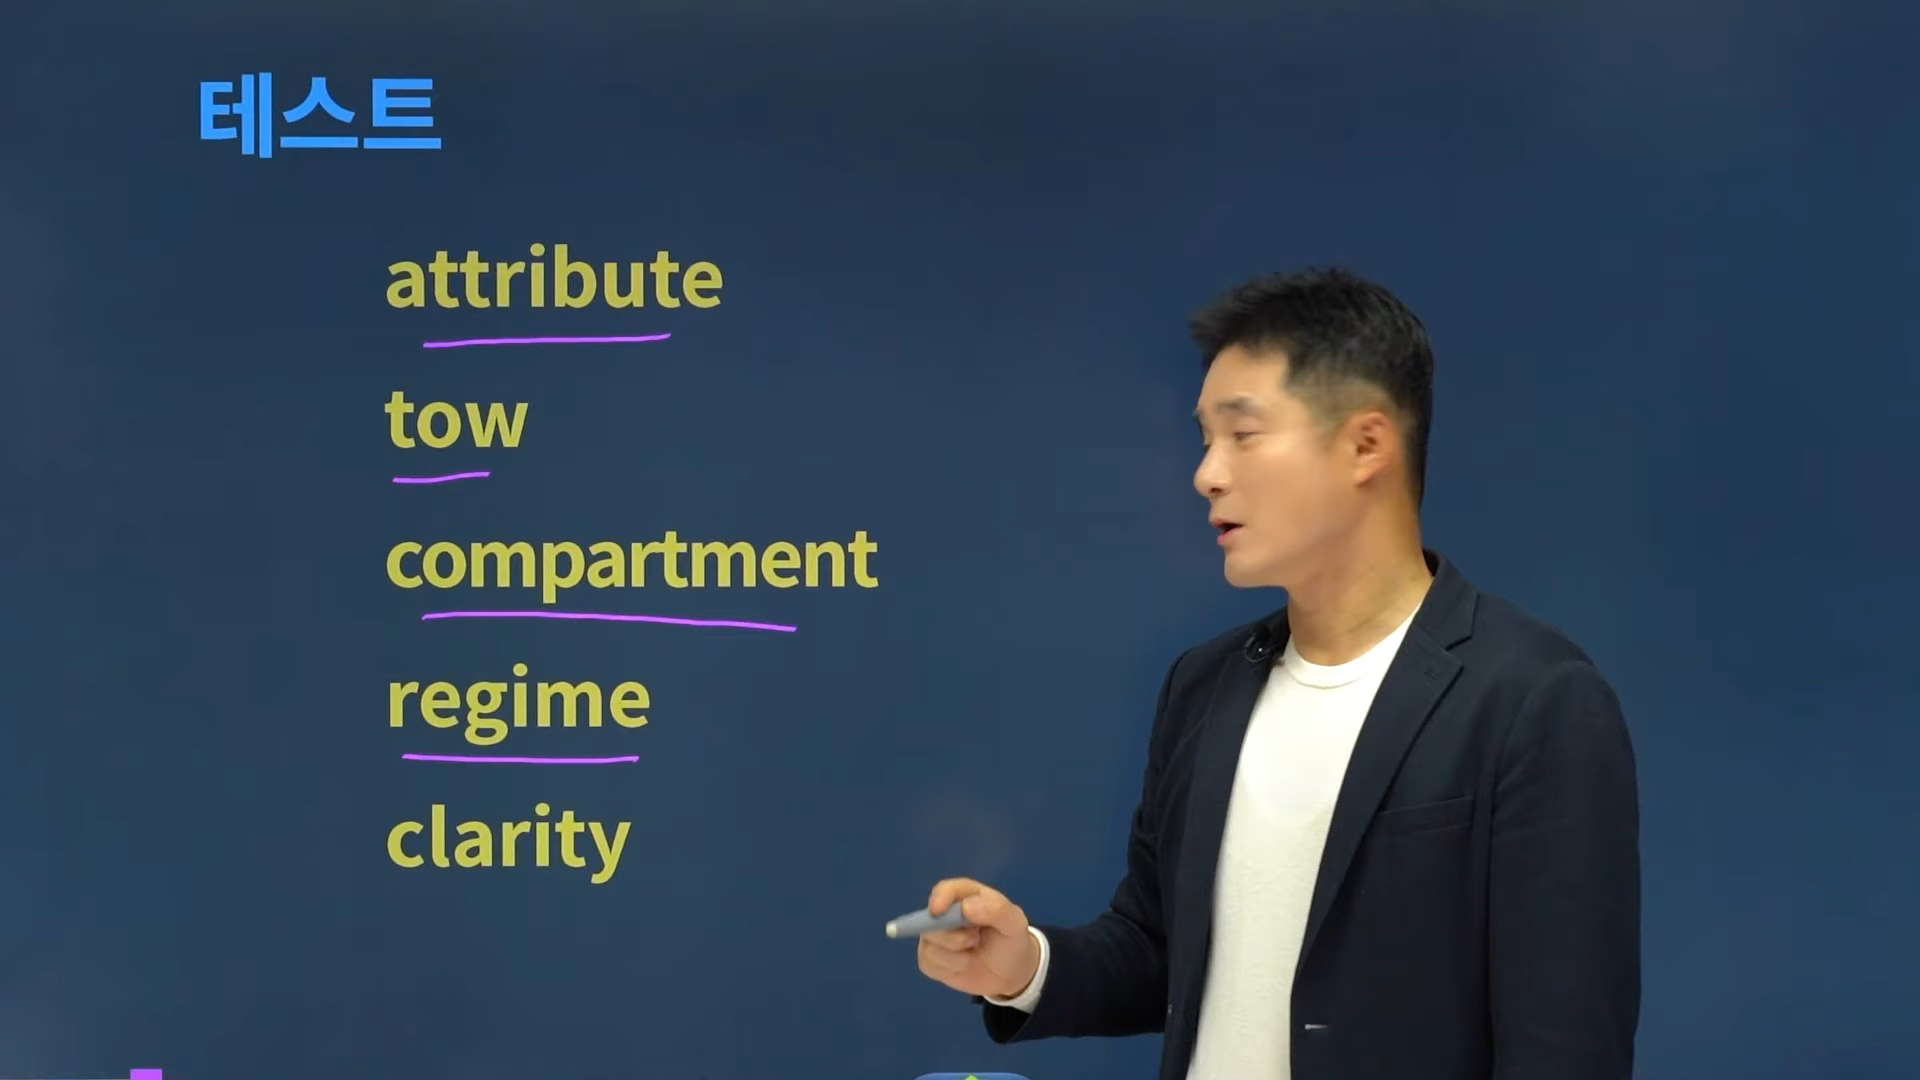 테스트
attribute
tow
compartment
regime
clarity